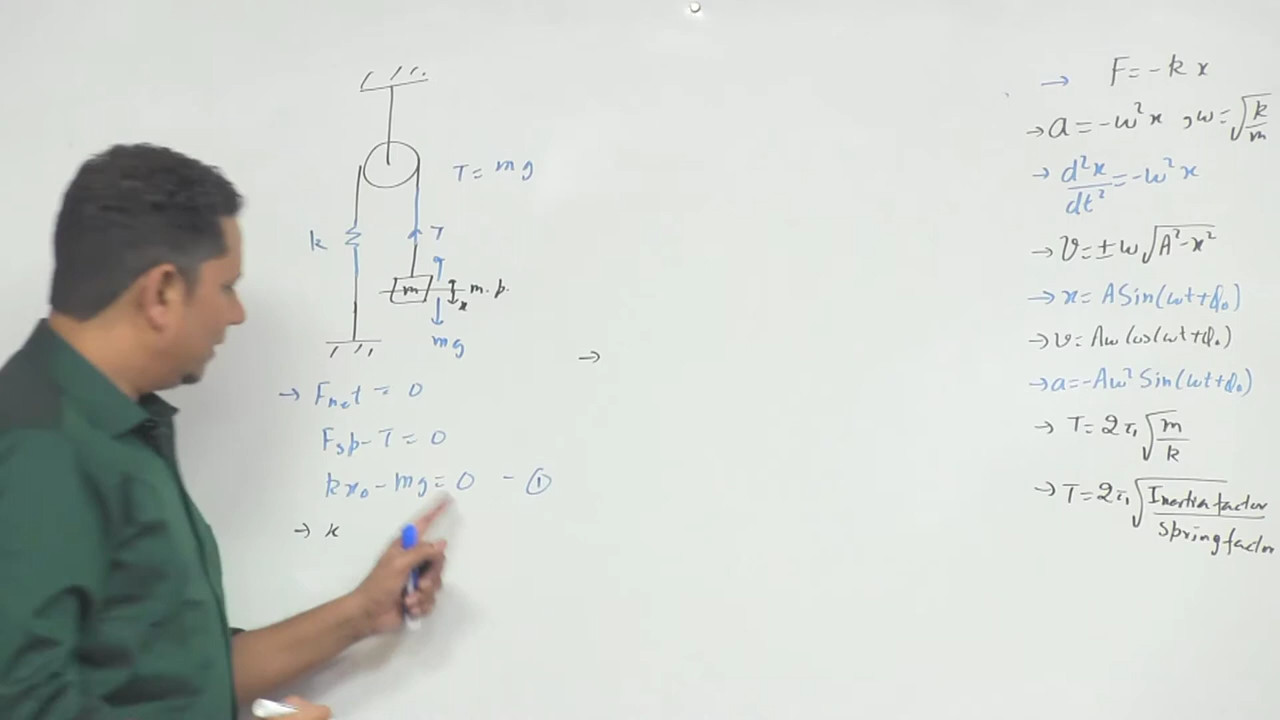 T = mg
k
T
m
m.p.
x
mg
→ Fnet = 0
Fsp - T = 0
kx₀ - mg = 0 - ①
→ x
→
→ F = -kx
→ a = -ω²x , ω = √(k/m)
→ d²x/dt² = -ω²x
→ v = ±ω√(A²-x²)
→ x = A Sin(ωt+φ₀)
→ v = Aω Cos(ωt+φ₀)
→ a = -Aω² Sin(ωt+φ₀)
→ T = 2π√(m/k)
→ T = 2π√(Inertia factor/Spring factor)